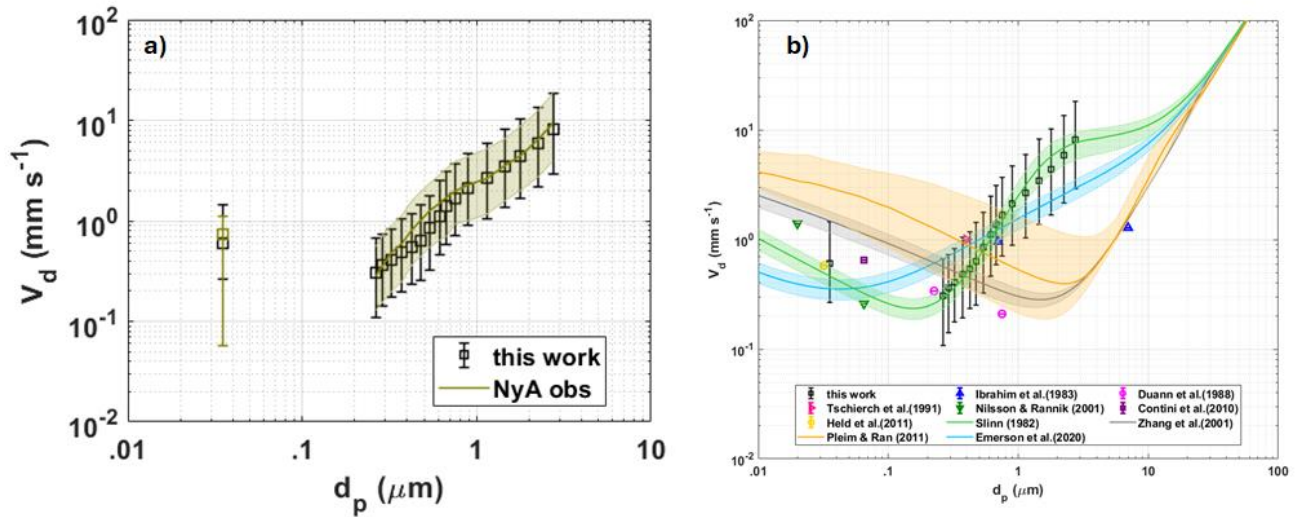 a)
10²
10¹
10⁰
10⁻¹
10⁻²
V_d (mm s⁻¹)
this work
NyA obs
.01
.1
1
10
d_p (μm)
b)
10²
10¹
10⁰
10⁻¹
10⁻²
V_d (mm s⁻¹)
this work
Ibrahim et al.(1983)
Duann et al.(1988)
Tschierch et al.(1991)
Nilsson & Rannik (2001)
Contini et al.(2010)
Held et al.(2011)
Slinn (1982)
Zhang et al.(2001)
Pleim & Ran (2011)
Emerson et al.(2020)
.01
.1
1
10
100
d_p (μm)